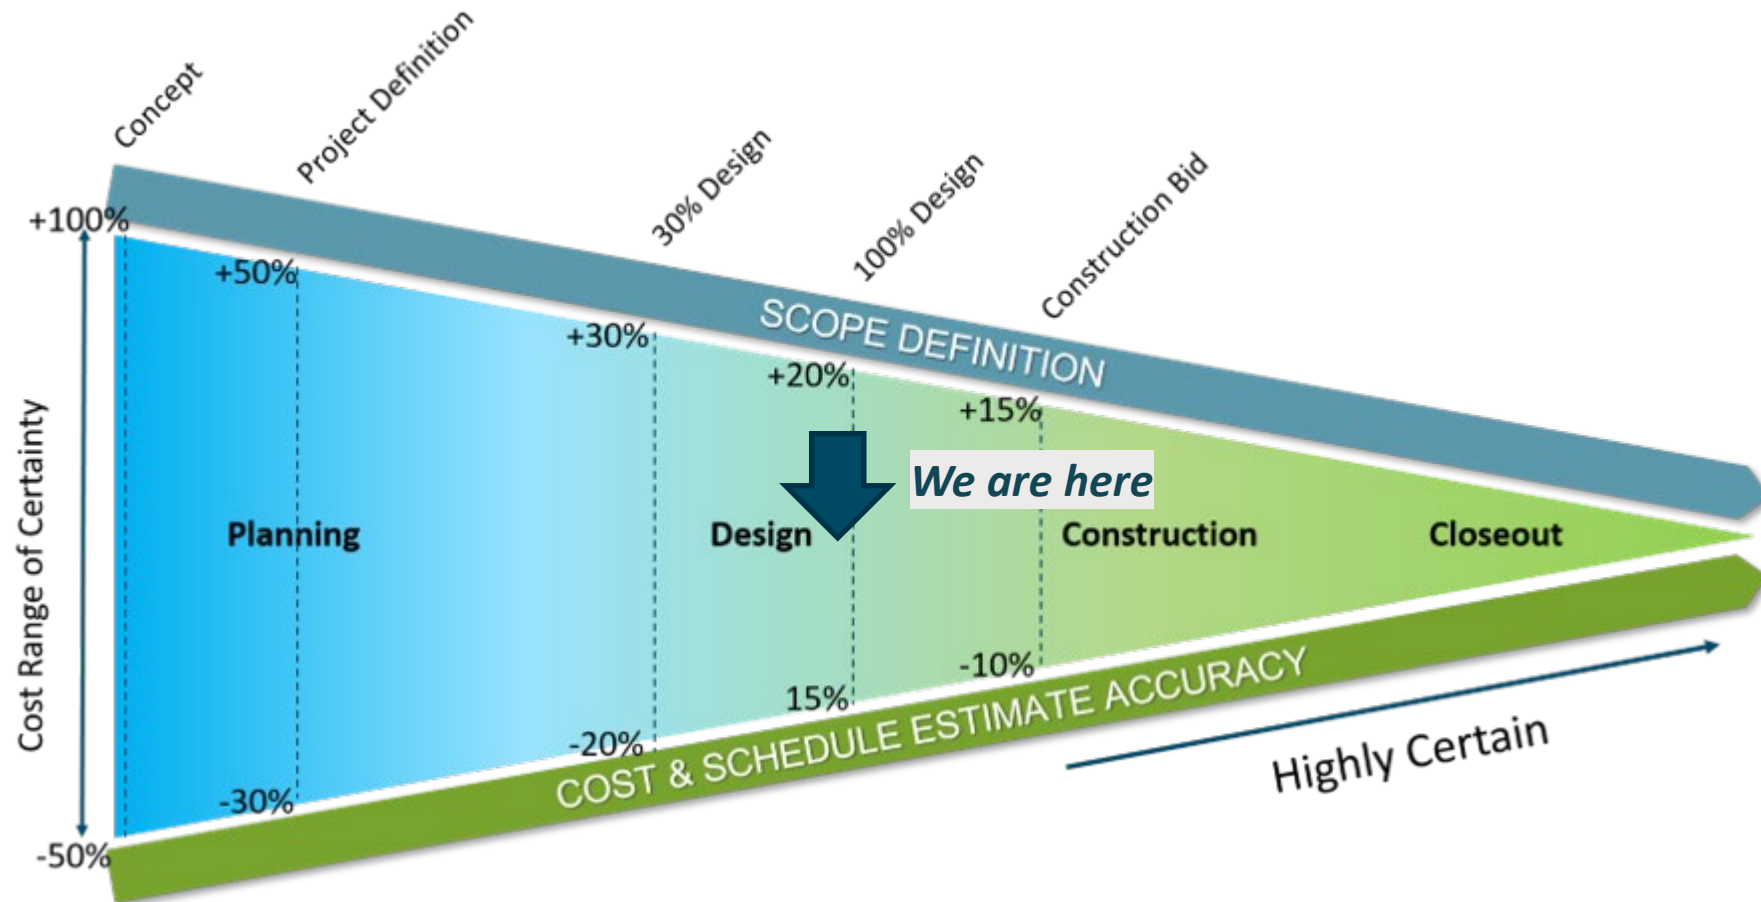 Concept
Project Definition
30% Design
100% Design
Construction Bid
+100%
+50%
+30%
+20%
+15%
SCOPE DEFINITION
Cost Range of Certainty
We are here
Planning
Design
Construction
Closeout
-50%
-30%
-20%
15%
-10%
COST & SCHEDULE ESTIMATE ACCURACY
Highly Certain